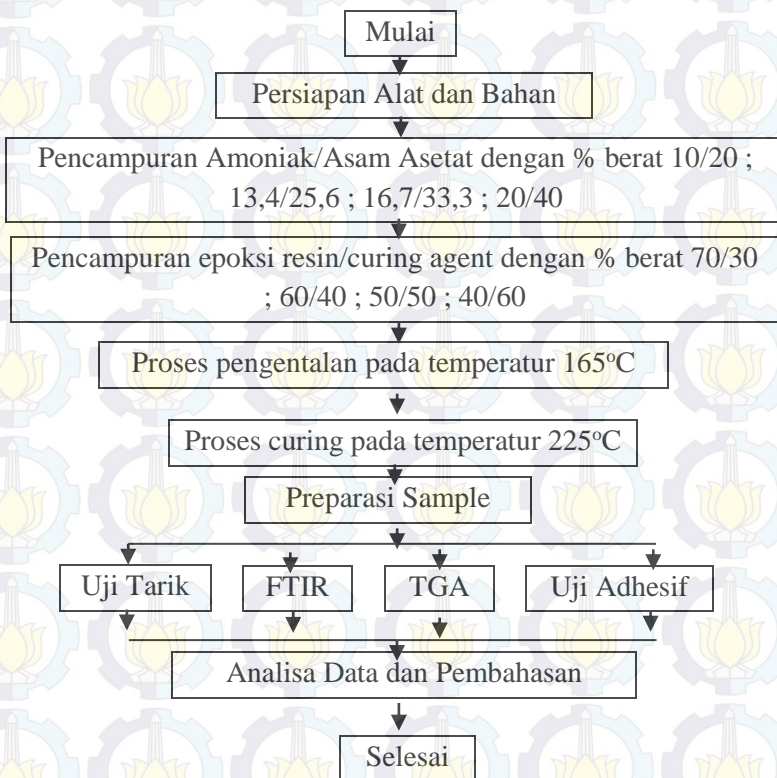 Mulai
Persiapan Alat dan Bahan
Pencampuran Amoniak/Asam Asetat dengan % berat 10/20 ;
13,4/25,6 ; 16,7/33,3 ; 20/40
Pencampuran epoksi resin/curing agent dengan % berat 70/30
; 60/40 ; 50/50 ; 40/60
Proses pengentalan pada temperatur 165°C
Proses curing pada temperatur 225°C
Preparasi Sample
Uji Tarik FTIR TGA Uji Adhesif
Analisa Data dan Pembahasan
Selesai